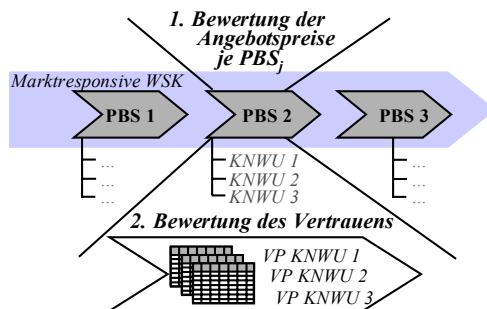 1. Bewertung der
Angebotspreise
je PBSj
Marktresponsive WSK
PBS 1 PBS 2 PBS 3
... KNWU 1 ...
... KNWU 2 ...
... KNWU 3 ...
2. Bewertung des Vertrauens
VP KNWU 1
VP KNWU 2
VP KNWU 3